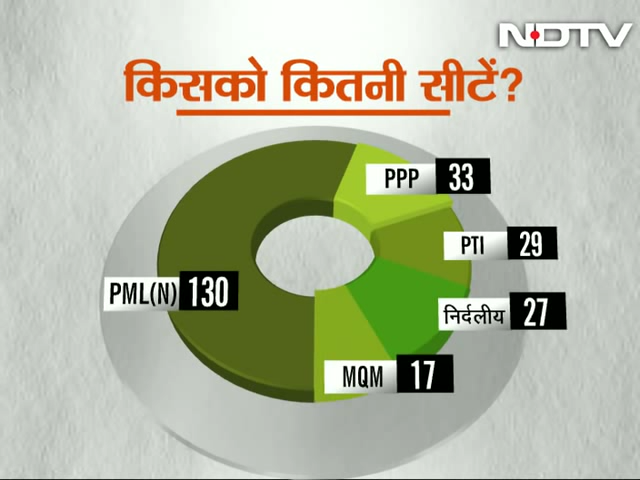 NDTV
किसको कितनी सीटें?
PPP 33
PTI 29
PML(N) 130
निर्दलीय 27
MQM 17